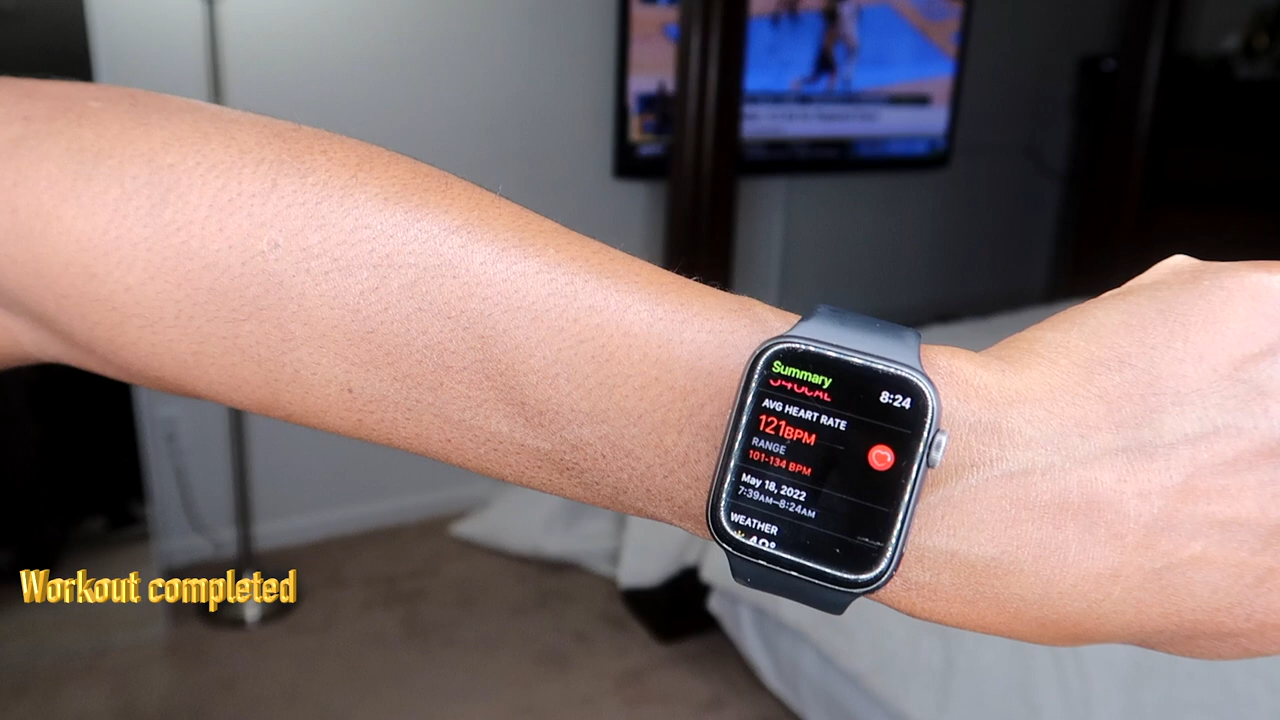 Summary
8:24
AVG HEART RATE
121BPM
RANGE
101-134 BPM
May 18, 2022
7:39AM–8:24AM
WEATHER
Workout completed